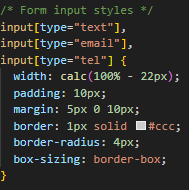 /* Form input styles */
input[type="text"],
input[type="email"],
input[type="tel"] {
  width: calc(100% - 22px);
  padding: 10px;
  margin: 5px 0 10px;
  border: 1px solid #ccc;
  border-radius: 4px;
  box-sizing: border-box;
}